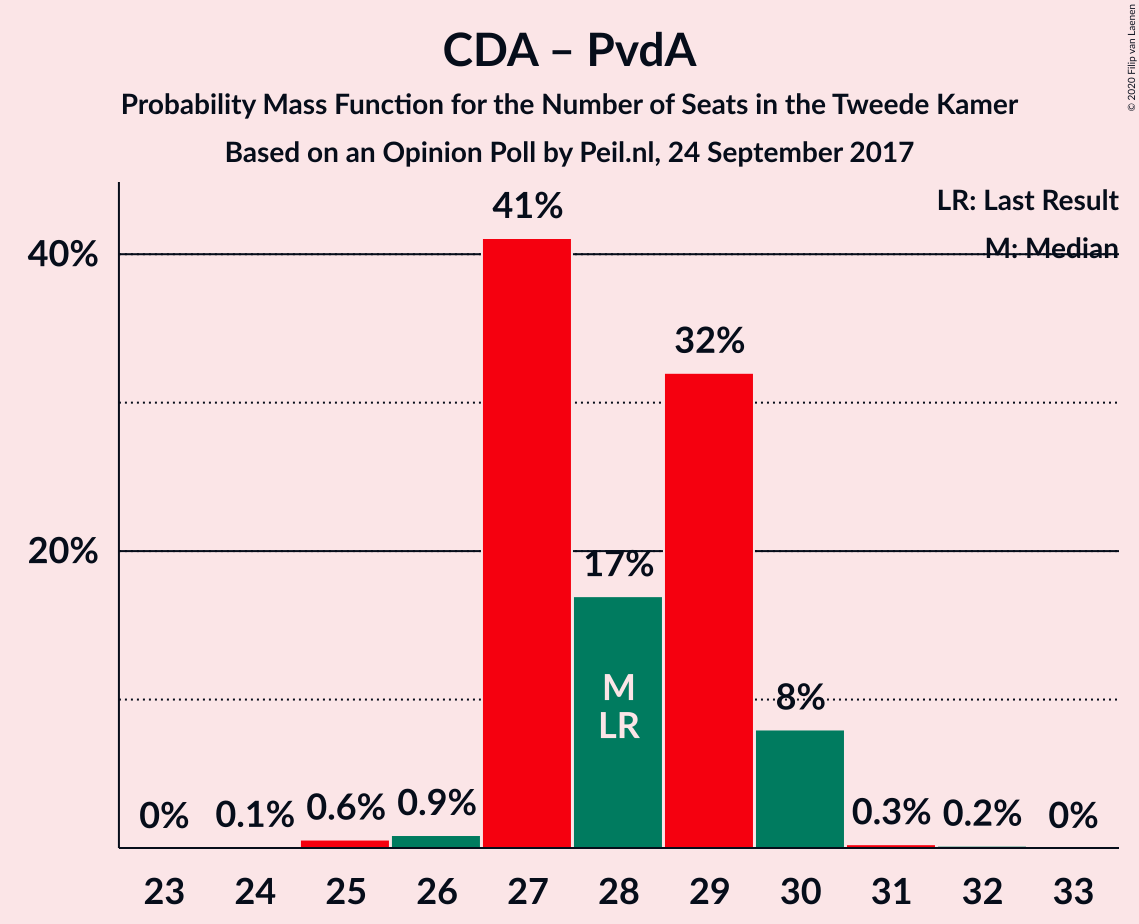 CDA – PvdA
Probability Mass Function for the Number of Seats in the Tweede Kamer
Based on an Opinion Poll by Peil.nl, 24 September 2017
© 2020 Filip van Laenen
LR: Last Result
M: Median
40%
20%
0%
0.1%
0.6%
0.9%
41%
17%
32%
8%
0.3%
0.2%
0%
M
LR
23 24 25 26 27 28 29 30 31 32 33